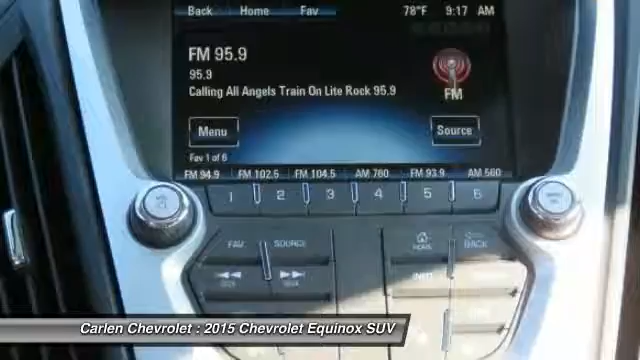 Back Home Fav 78°F 9:17 AM
FM 95.9
95.9
Calling All Angels Train On Lite Rock 95.9
FM
Menu Source
Fav 1 of 6
FM 94.9 FM 102.5 FM 104.5 AM 780 FM 93.9 AM 560
1 2 3 4 5 6
FAV SOURCE HOME BACK
SEEK SEEK INFO
Carlen Chevrolet : 2015 Chevrolet Equinox SUV